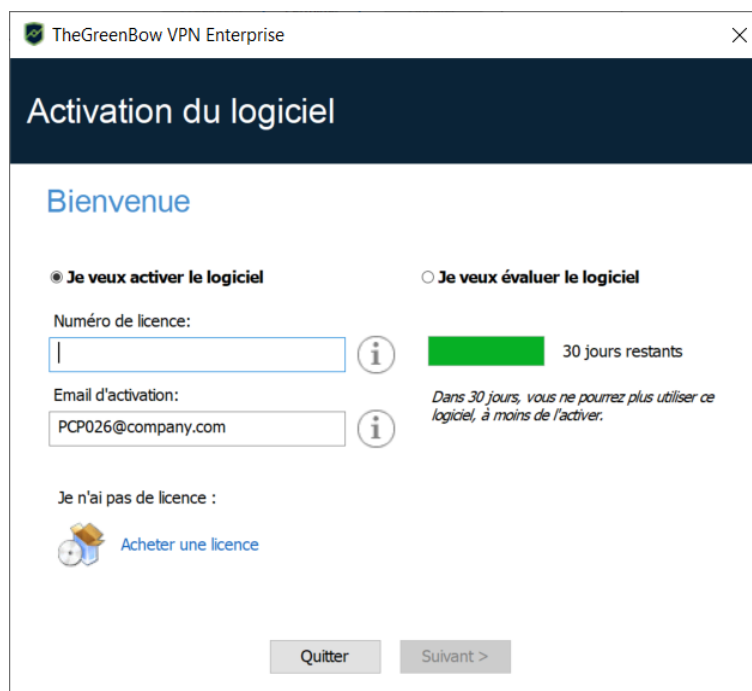 TheGreenBow VPN Enterprise
Activation du logiciel
Bienvenue
Je veux activer le logiciel
Je veux évaluer le logiciel
Numéro de licence:
30 jours restants
Email d'activation:
Dans 30 jours, vous ne pourrez plus utiliser ce
logiciel, à moins de l'activer.
PCP026@company.com
Je n'ai pas de licence :
Acheter une licence
Quitter
Suivant >